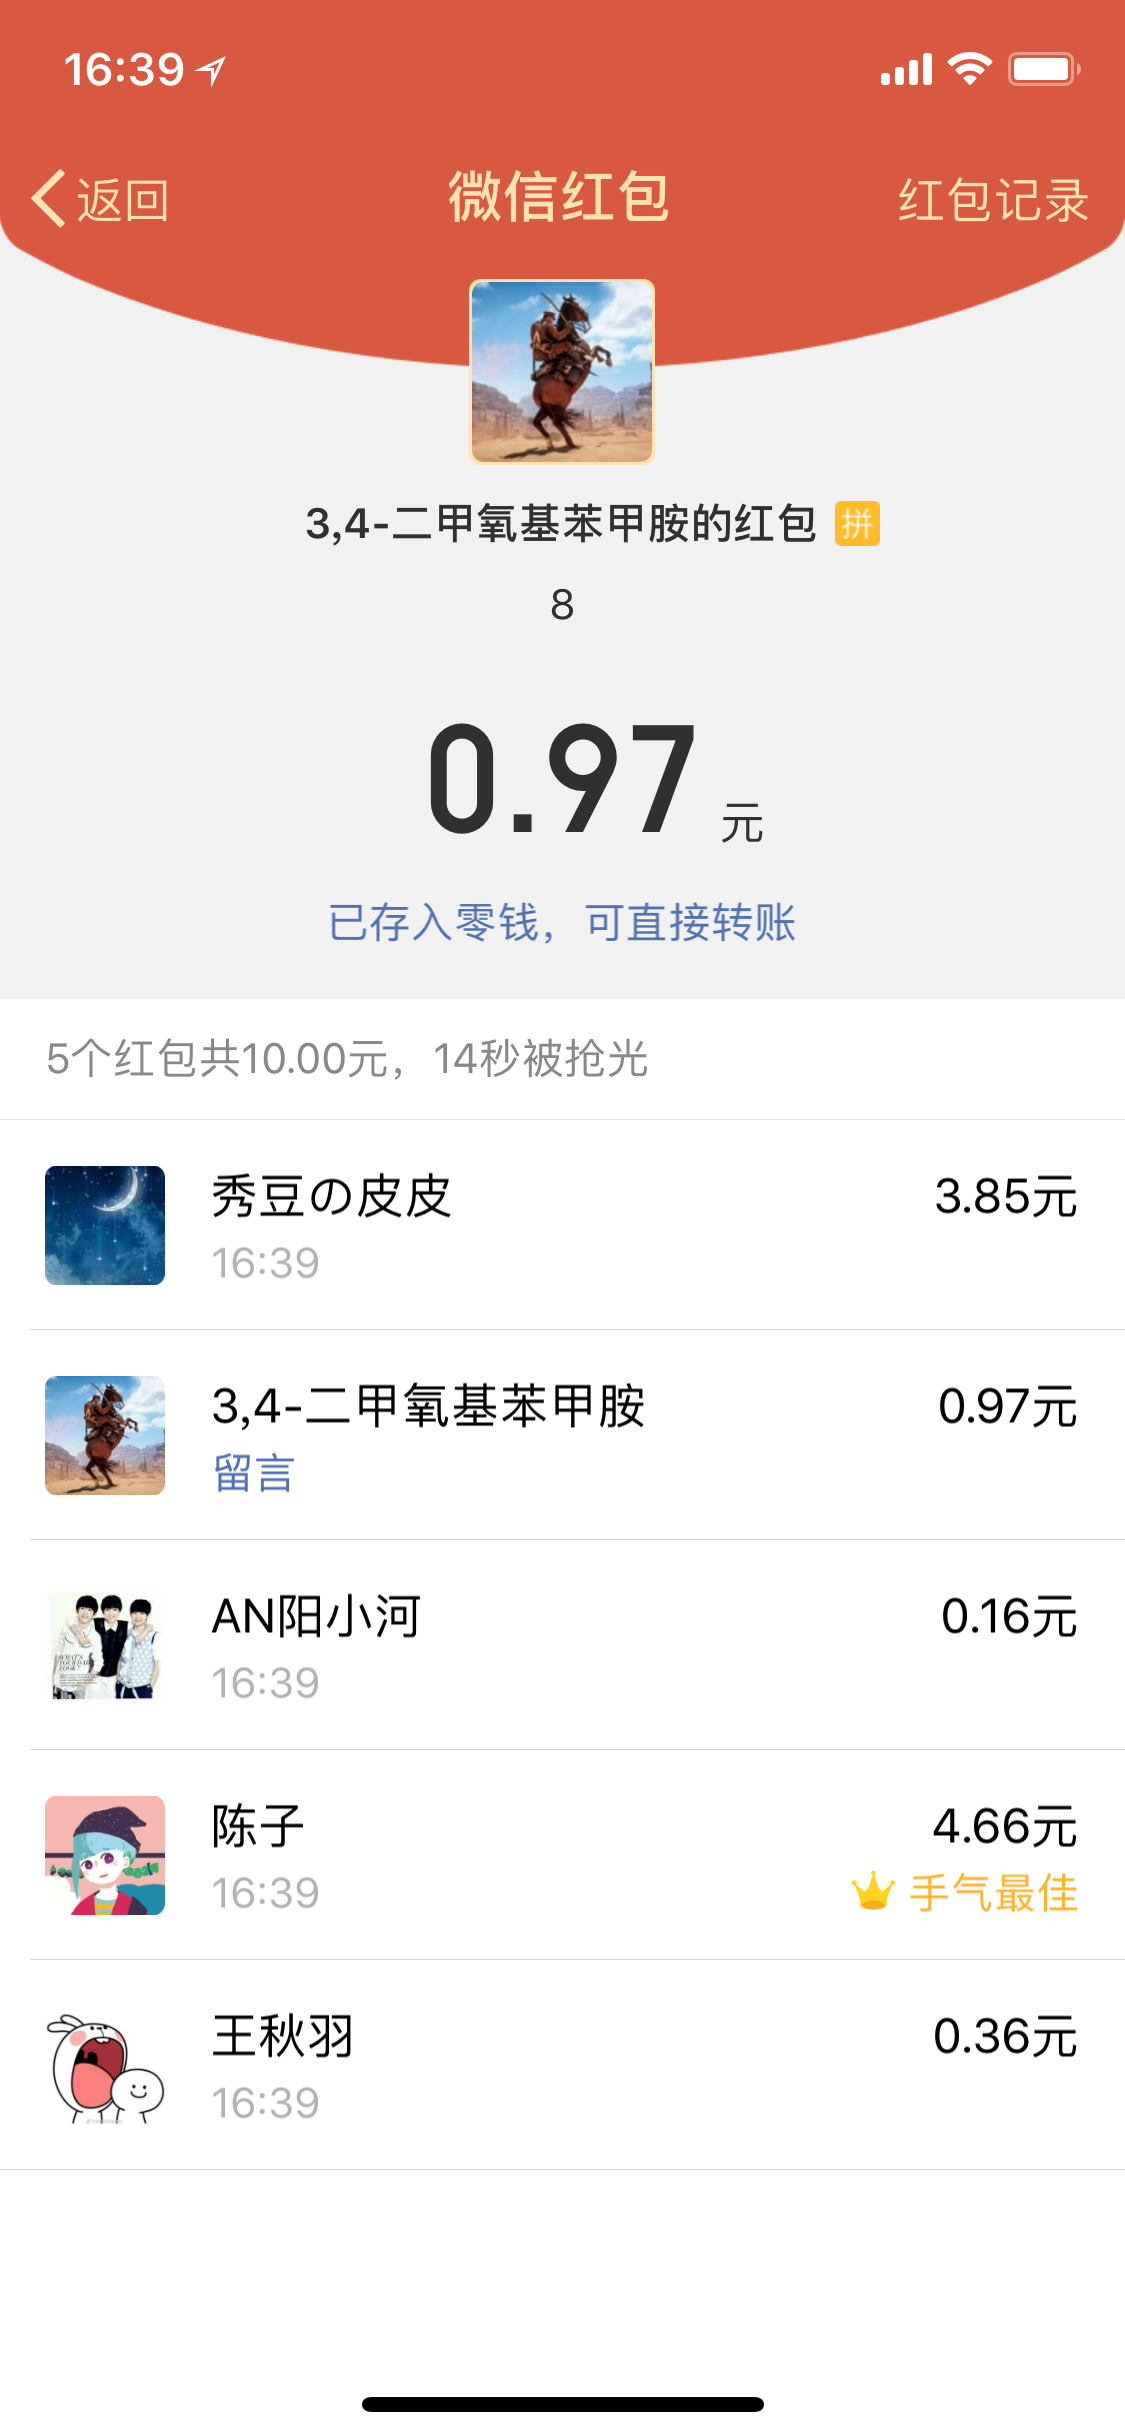 16:39
返回
微信红包
红包记录
3,4-二甲氧基苯甲胺的红包 拼
8
0.97元
已存入零钱，可直接转账
5个红包共10.00元，14秒被抢光
秀豆の皮皮
3.85元
16:39
3,4-二甲氧基苯甲胺
0.97元
留言
AN阳小河
0.16元
16:39
陈子
4.66元
16:39
手气最佳
王秋羽
0.36元
16:39